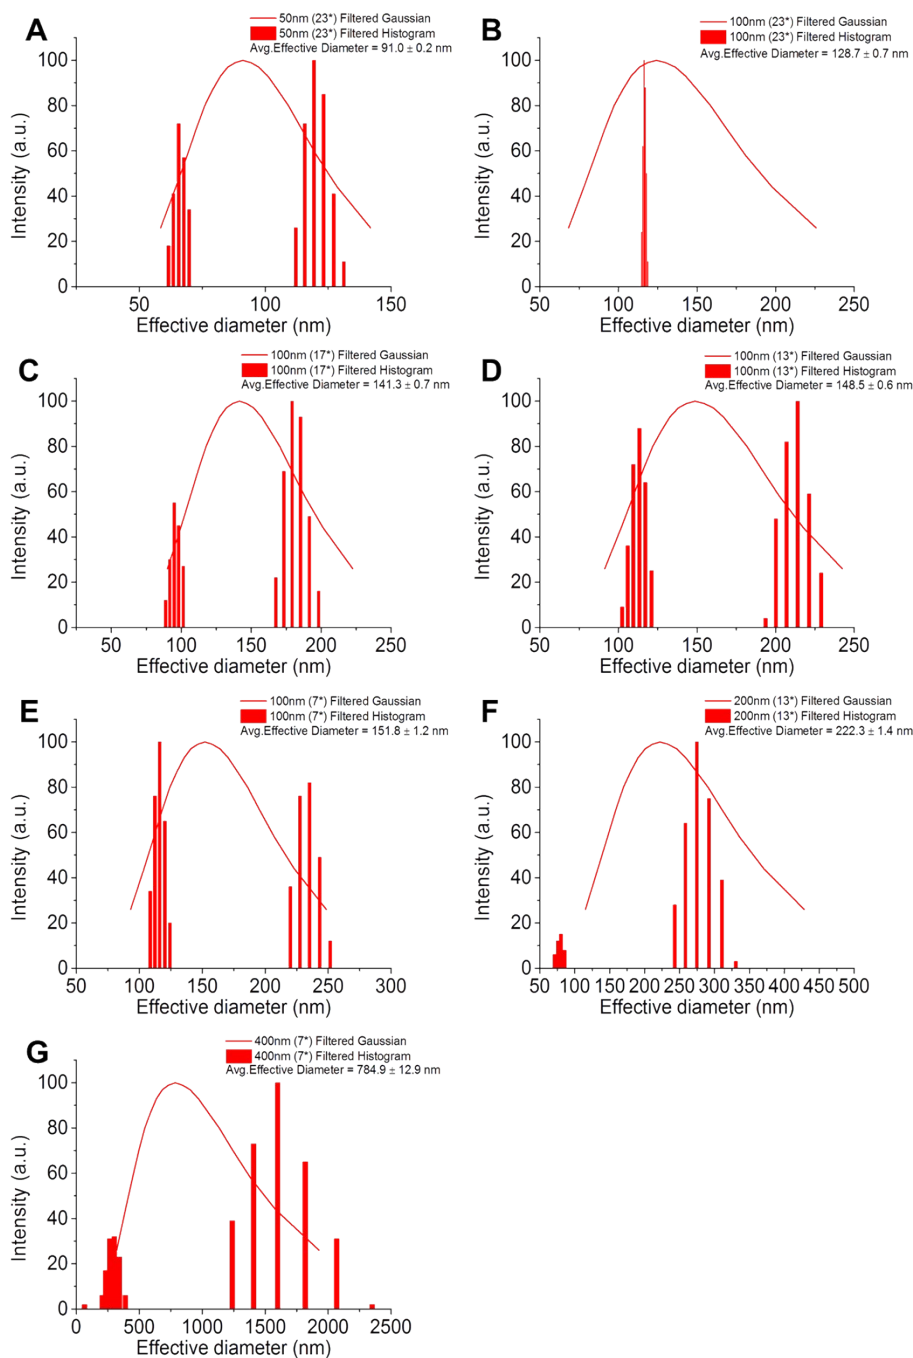 A
50nm (23*) Filtered Gaussian
50nm (23*) Filtered Histogram
Avg.Effective Diameter = 91.0 ± 0.2 nm
Intensity (a.u.)
100
80
60
40
20
0
50 100 150
Effective diameter (nm)
B
100nm (23*) Filtered Gaussian
100nm (23*) Filtered Histogram
Avg.Effective Diameter = 128.7 ± 0.7 nm
Intensity (a.u.)
100
80
60
40
20
0
50 100 150 200 250
Effective diameter (nm)
C
100nm (17*) Filtered Gaussian
100nm (17*) Filtered Histogram
Avg.Effective Diameter = 141.3 ± 0.7 nm
Intensity (a.u.)
100
80
60
40
20
0
50 100 150 200 250
Effective diameter (nm)
D
100nm (13*) Filtered Gaussian
100nm (13*) Filtered Histogram
Avg.Effective Diameter = 148.5 ± 0.6 nm
Intensity (a.u.)
100
80
60
40
20
0
50 100 150 200 250
Effective diameter (nm)
E
100nm (7*) Filtered Gaussian
100nm (7*) Filtered Histogram
Avg.Effective Diameter = 151.8 ± 1.2 nm
Intensity (a.u.)
100
80
60
40
20
0
50 100 150 200 250 300
Effective diameter (nm)
F
200nm (13*) Filtered Gaussian
200nm (13*) Filtered Histogram
Avg.Effective Diameter = 222.3 ± 1.4 nm
Intensity (a.u.)
100
80
60
40
20
0
50 100 150 200 250 300 350 400 450 500
Effective diameter (nm)
G
400nm (7*) Filtered Gaussian
400nm (7*) Filtered Histogram
Avg.Effective Diameter = 784.9 ± 12.9 nm
Intensity (a.u.)
100
80
60
40
20
0
0 500 1000 1500 2000 2500
Effective diameter (nm)